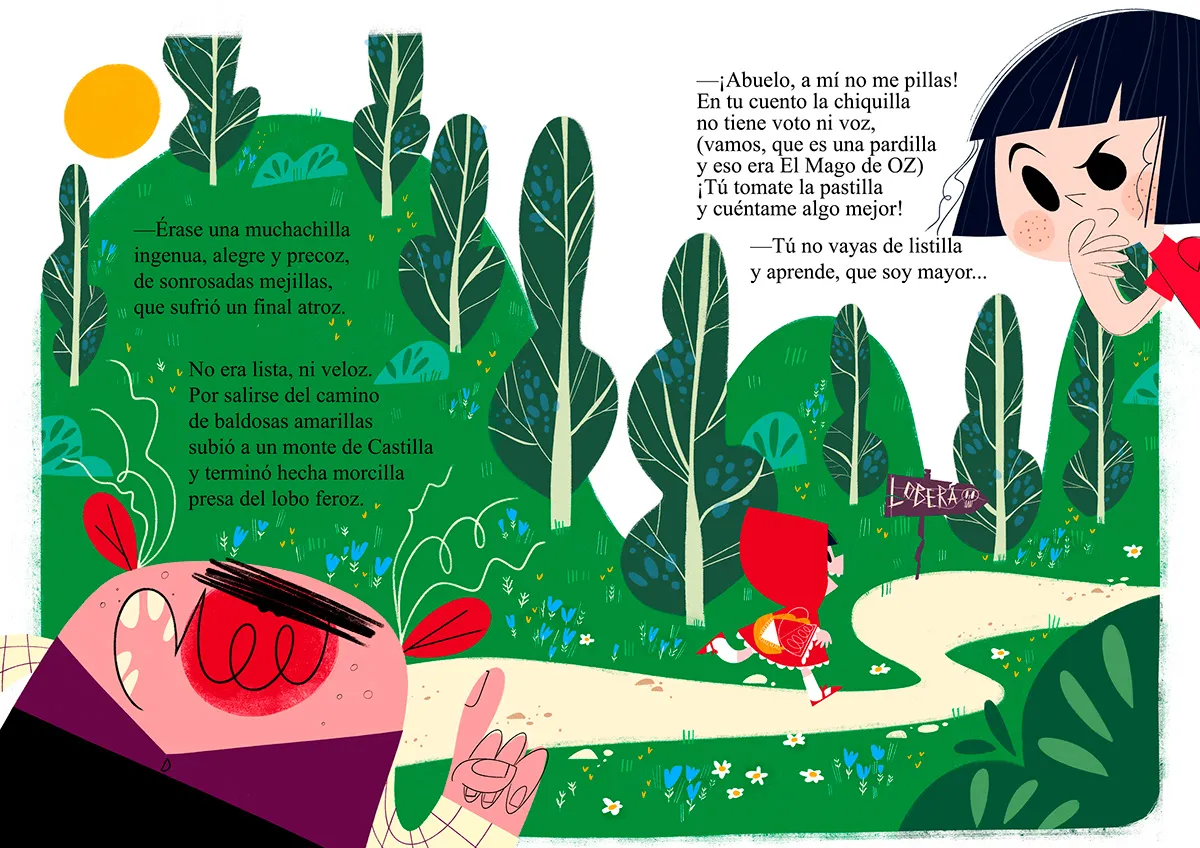 —Érase una muchachilla
ingenua, alegre y precoz,
de sonrosadas mejillas,
que sufrió un final atroz.
No era lista, ni veloz.
Por salirse del camino
de baldosas amarillas
subió a un monte de Castilla
y terminó hecha morcilla
presa del lobo feroz.
—¡Abuelo, a mí no me pillas!
En tu cuento la chiquilla
no tiene voto ni voz,
(vamos, que es una pardilla
y eso era El Mago de OZ)
¡Tú tomate la pastilla
y cuéntame algo mejor!
—Tú no vayas de listilla
y aprende, que soy mayor...
LOBERÁ